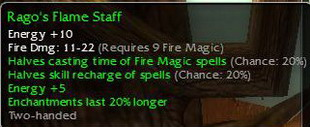 Rago's Flame Staff
Energy +10
Fire Dmg: 11-22 (Requires 9 Fire Magic)
Halves casting time of Fire Magic spells (Chance: 20%)
Halves skill recharge of spells (Chance: 20%)
Energy +5
Enchantments last 20% longer
Two-handed